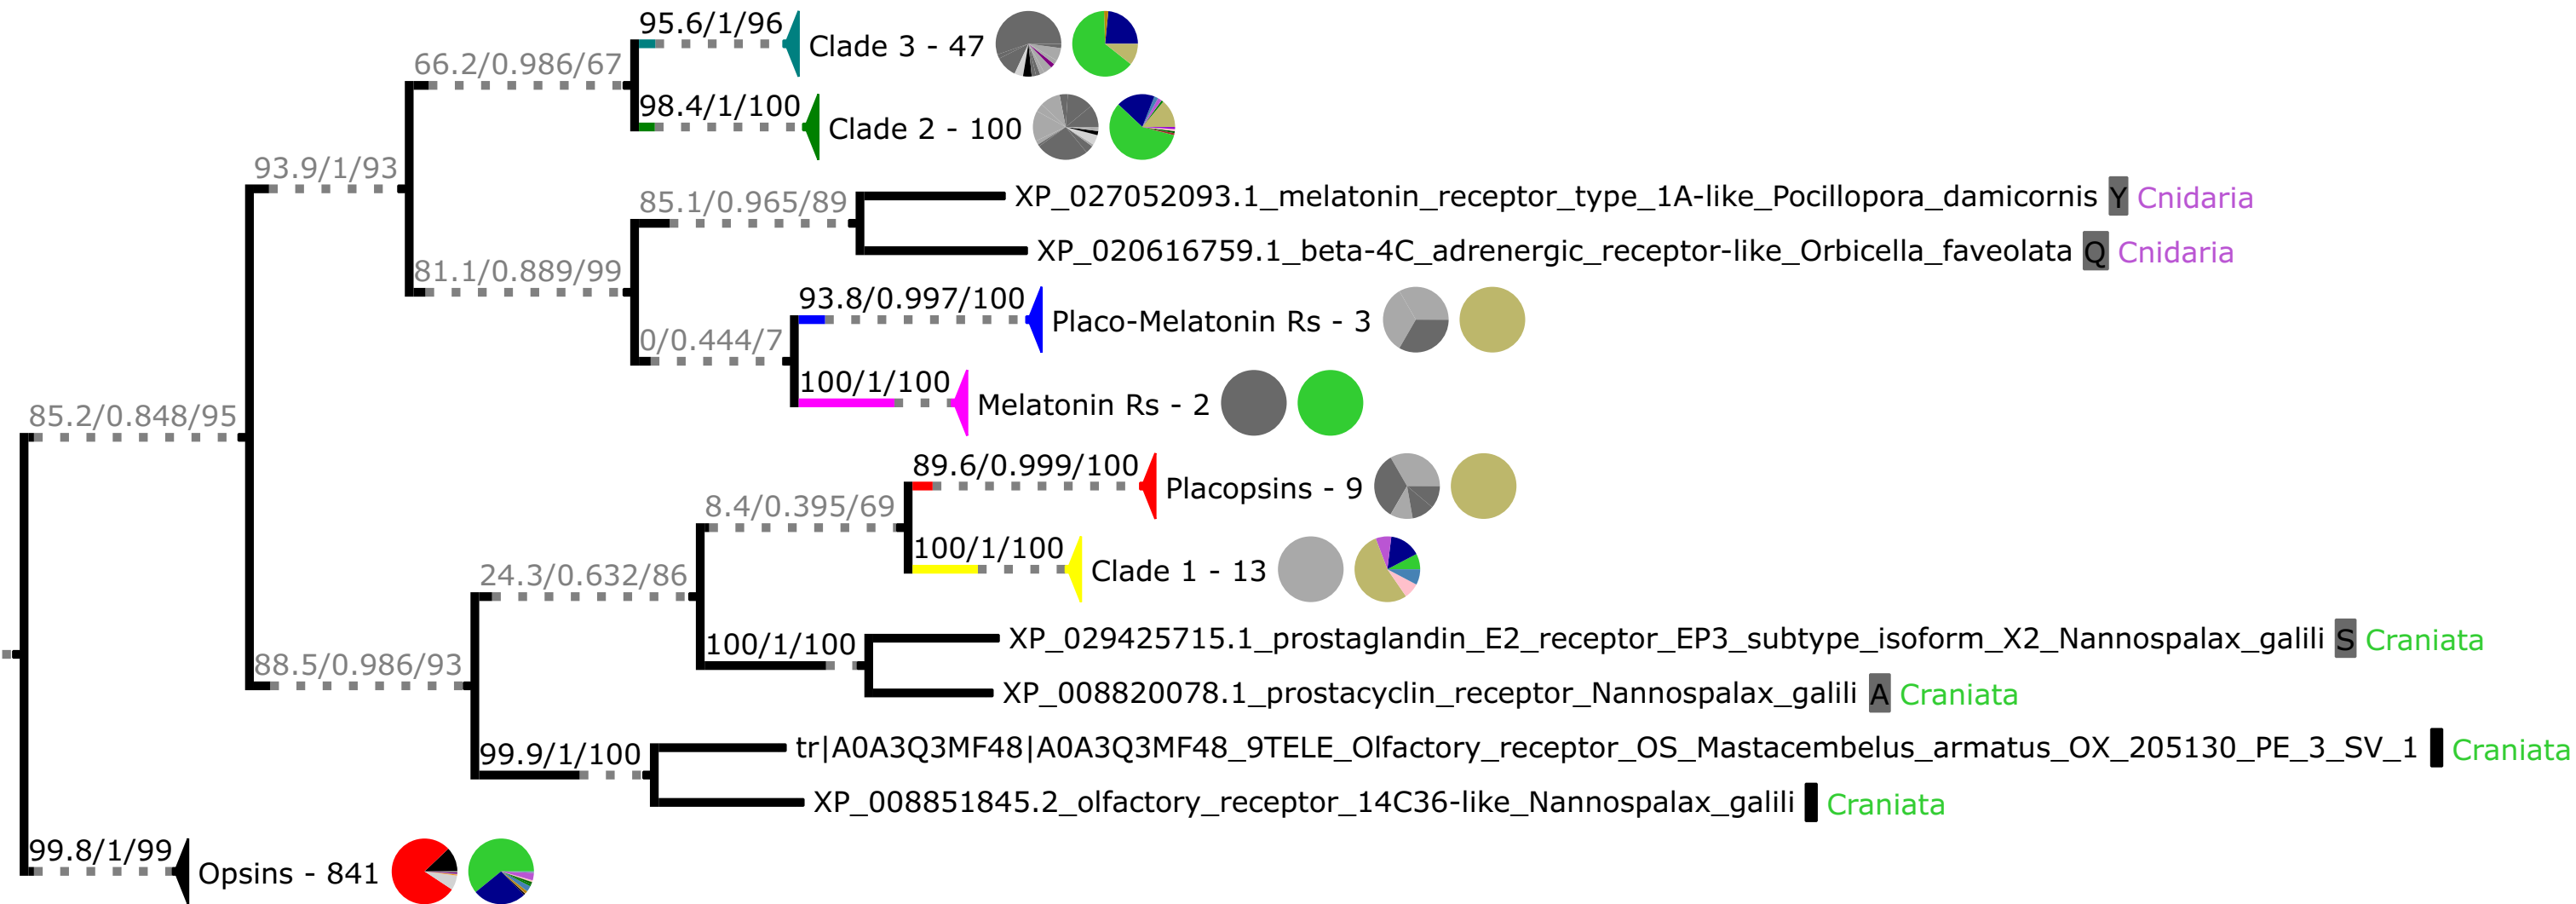 95.6/1/96
Clade 3 - 47
66.2/0.986/67
98.4/1/100
Clade 2 - 100
93.9/1/93
85.1/0.965/89
XP_027052093.1_melatonin_receptor_type_1A-like_Pocillopora_damicornis Y Cnidaria
XP_020616759.1_beta-4C_adrenergic_receptor-like_Orbicella_faveolata Q Cnidaria
81.1/0.889/99
93.8/0.997/100
Placo-Melatonin Rs - 3
0/0.444/7
100/1/100
Melatonin Rs - 2
85.2/0.848/95
89.6/0.999/100
Placopsins - 9
8.4/0.395/69
100/1/100
Clade 1 - 13
24.3/0.632/86
100/1/100
XP_029425715.1_prostaglandin_E2_receptor_EP3_subtype_isoform_X2_Nannospalax_galili S Craniata
88.5/0.986/93
XP_008820078.1_prostacyclin_receptor_Nannospalax_galili A Craniata
99.9/1/100
tr|A0A3Q3MF48|A0A3Q3MF48_9TELE_Olfactory_receptor_OS_Mastacembelus_armatus_OX_205130_PE_3_SV_1 Craniata
XP_008851845.2_olfactory_receptor_14C36-like_Nannospalax_galili Craniata
99.8/1/99
Opsins - 841